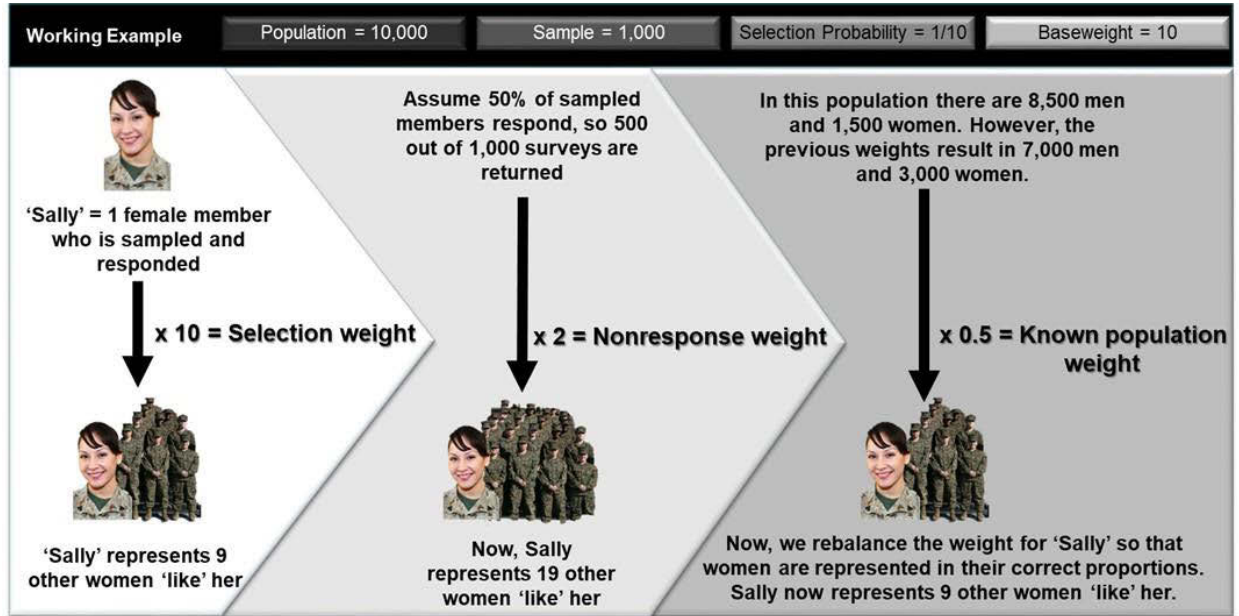 Working Example
Population = 10,000
Sample = 1,000
Selection Probability = 1/10
Baseweight = 10
'Sally' = 1 female member
who is sampled and
responded
x 10 = Selection weight
'Sally' represents 9
other women 'like' her
Assume 50% of sampled
members respond, so 500
out of 1,000 surveys are
returned
x 2 = Nonresponse weight
Now, Sally
represents 19 other
women 'like' her
In this population there are 8,500 men
and 1,500 women. However, the
previous weights result in 7,000 men
and 3,000 women.
x 0.5 = Known population
weight
Now, we rebalance the weight for 'Sally' so that
women are represented in their correct proportions.
Sally now represents 9 other women 'like' her.